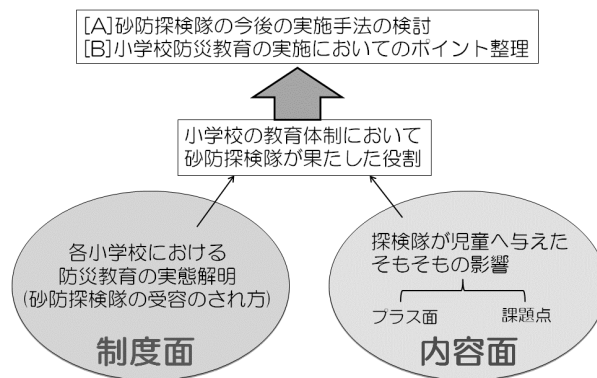 [A]砂防探検隊の今後の実施手法の検討
[B]小学校防災教育の実施においてのポイント整理
小学校の教育体制において
砂防探検隊が果たした役割
各小学校における
防災教育の実態解明
(砂防探検隊の受容のされ方)
制度面
探検隊が児童へ与えた
そもそもの影響
プラス面
課題点
内容面